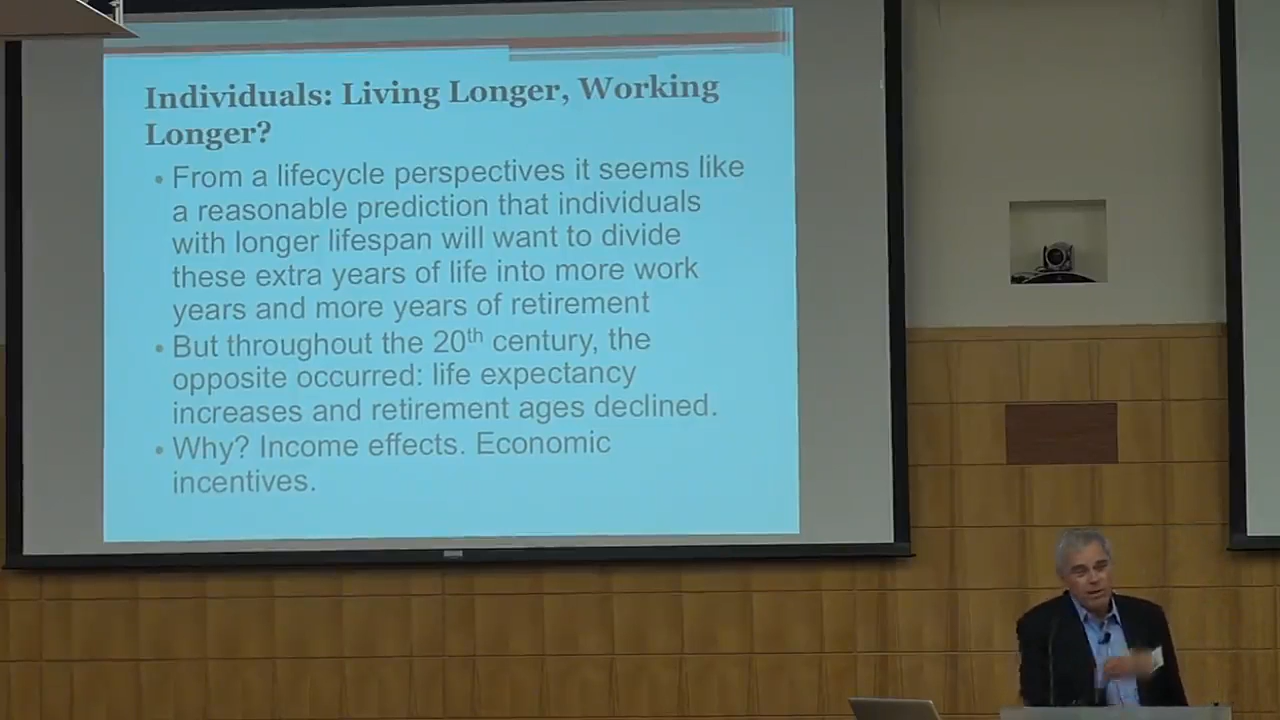 Individuals: Living Longer, Working
Longer?
• From a lifecycle perspectives it seems like
a reasonable prediction that individuals
with longer lifespan will want to divide
these extra years of life into more work
years and more years of retirement
• But throughout the 20th century, the
opposite occurred: life expectancy
increases and retirement ages declined.
• Why? Income effects. Economic
incentives.